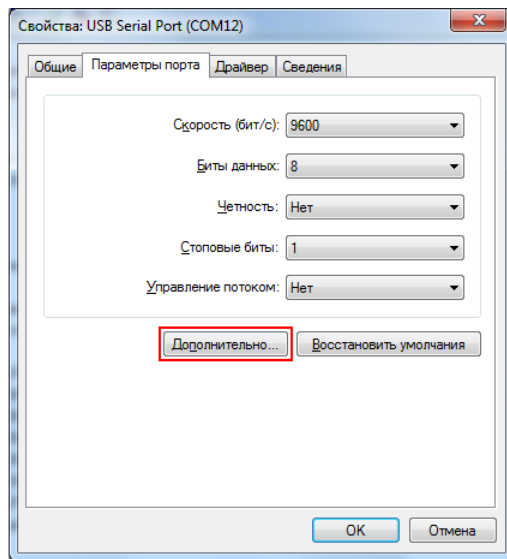 Свойства: USB Serial Port (COM12)
Общие Параметры порта Драйвер Сведения
Скорость (бит/с): 9600
Биты данных: 8
Четность: Нет
Стоповые биты: 1
Управление потоком: Нет
Дополнительно... Восстановить умолчания
OK Отмена